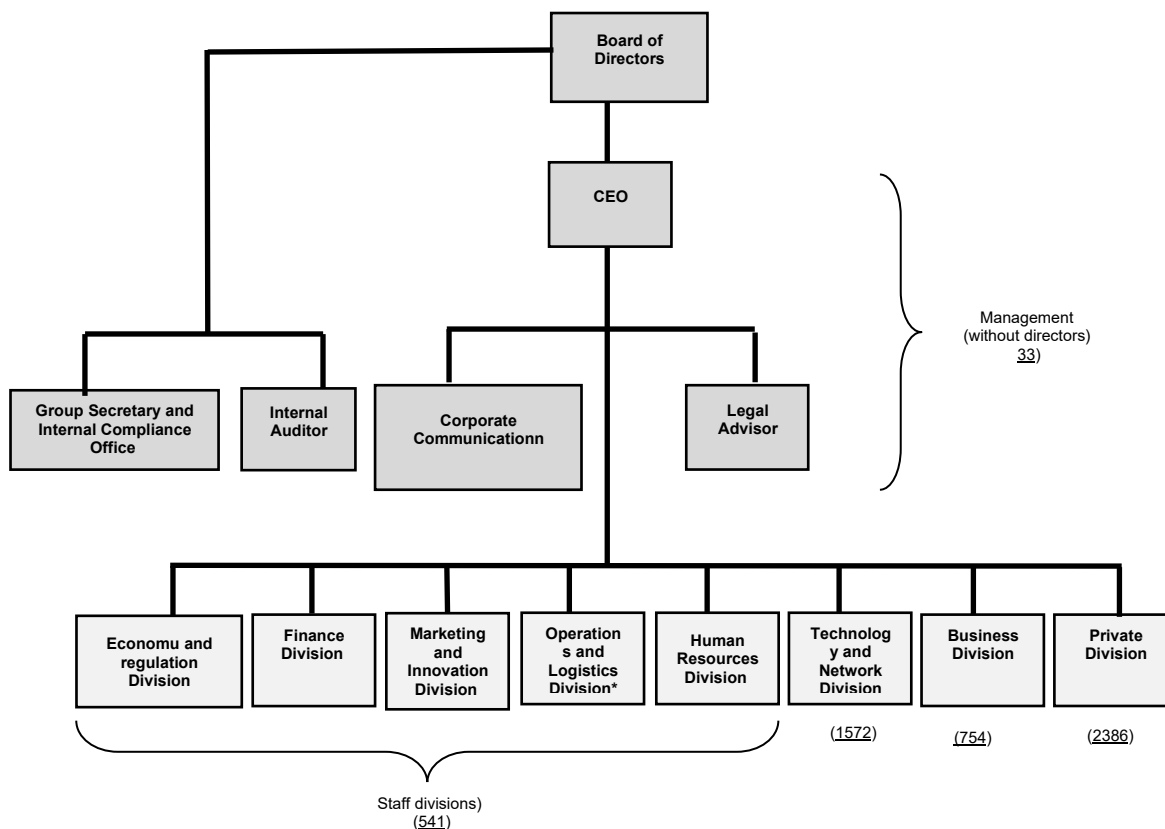 Board of
Directors
CEO
Management
(without directors)
33)
Group Secretary and
Internal Compliance
Office
Internal
Auditor
Corporate
Communicationn
Legal
Advisor
Economu and
regulation
Division
Finance
Division
Marketing
and
Innovation
Division
Operation
s and
Logistics
Division*
Human
Resources
Division
Technolog
y and
Network
Division
Business
Division
Private
Division
(1572)
(754)
(2386)
Staff divisions)
(541)